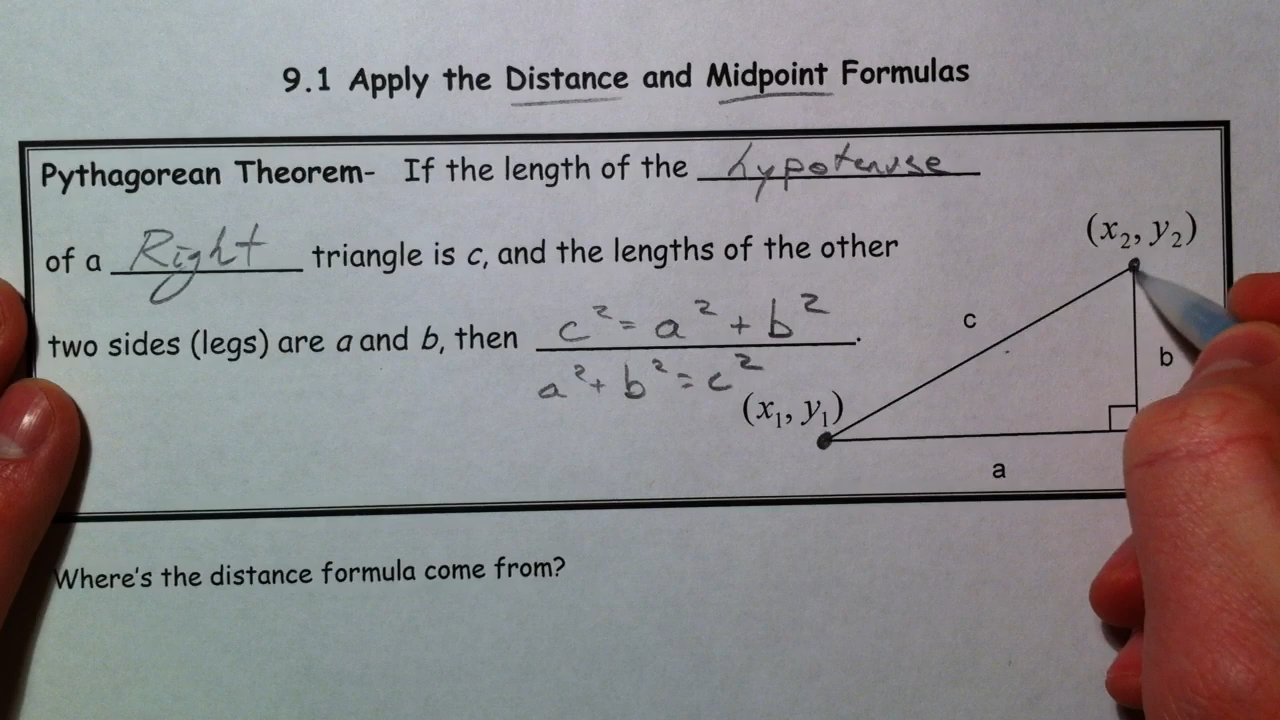 9.1 Apply the Distance and Midpoint Formulas
Pythagorean Theorem- If the length of the hypotenuse
of a Right triangle is c, and the lengths of the other
two sides (legs) are a and b, then c² = a² + b².
a² + b² = c²
(x₂, y₂)
c
b
(x₁, y₁)
a
Where's the distance formula come from?